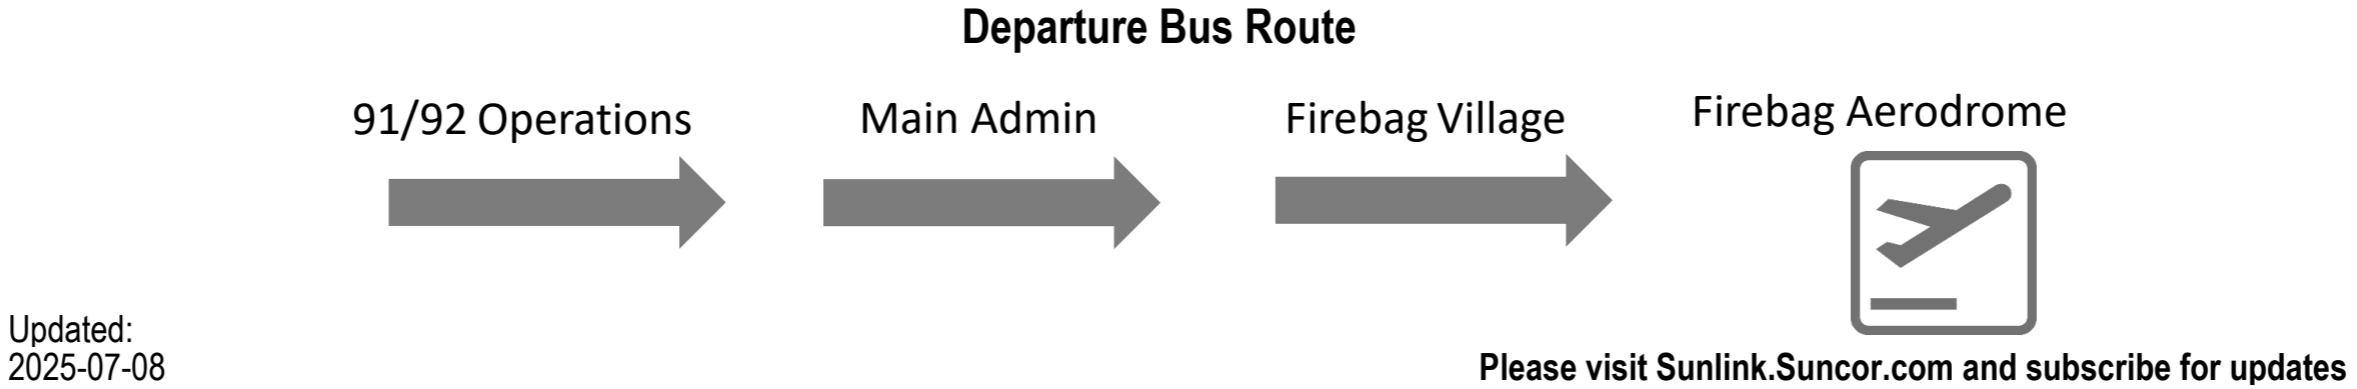 Departure Bus Route
91/92 Operations
Main Admin
Firebag Village
Firebag Aerodrome
Updated:
2025-07-08
Please visit Sunlink.Suncor.com and subscribe for updates